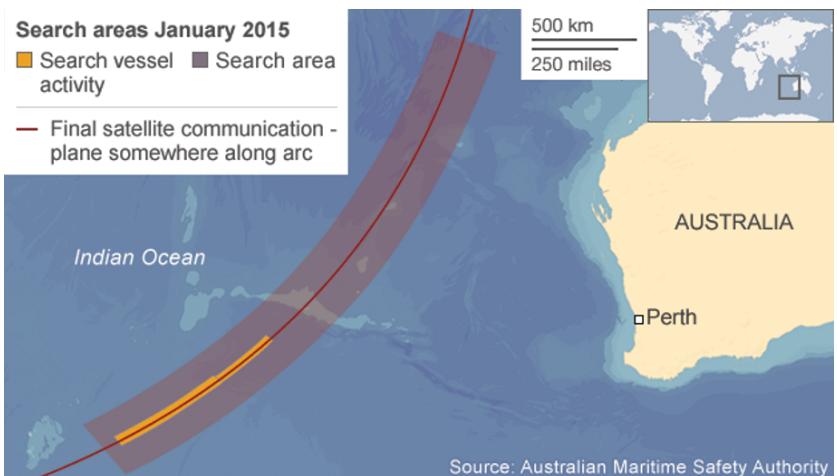 Search areas January 2015
Search vessel
activity
Search area
Final satellite communication -
plane somewhere along arc
500 km
250 miles
AUSTRALIA
Indian Ocean
Perth
Source: Australian Maritime Safety Authority